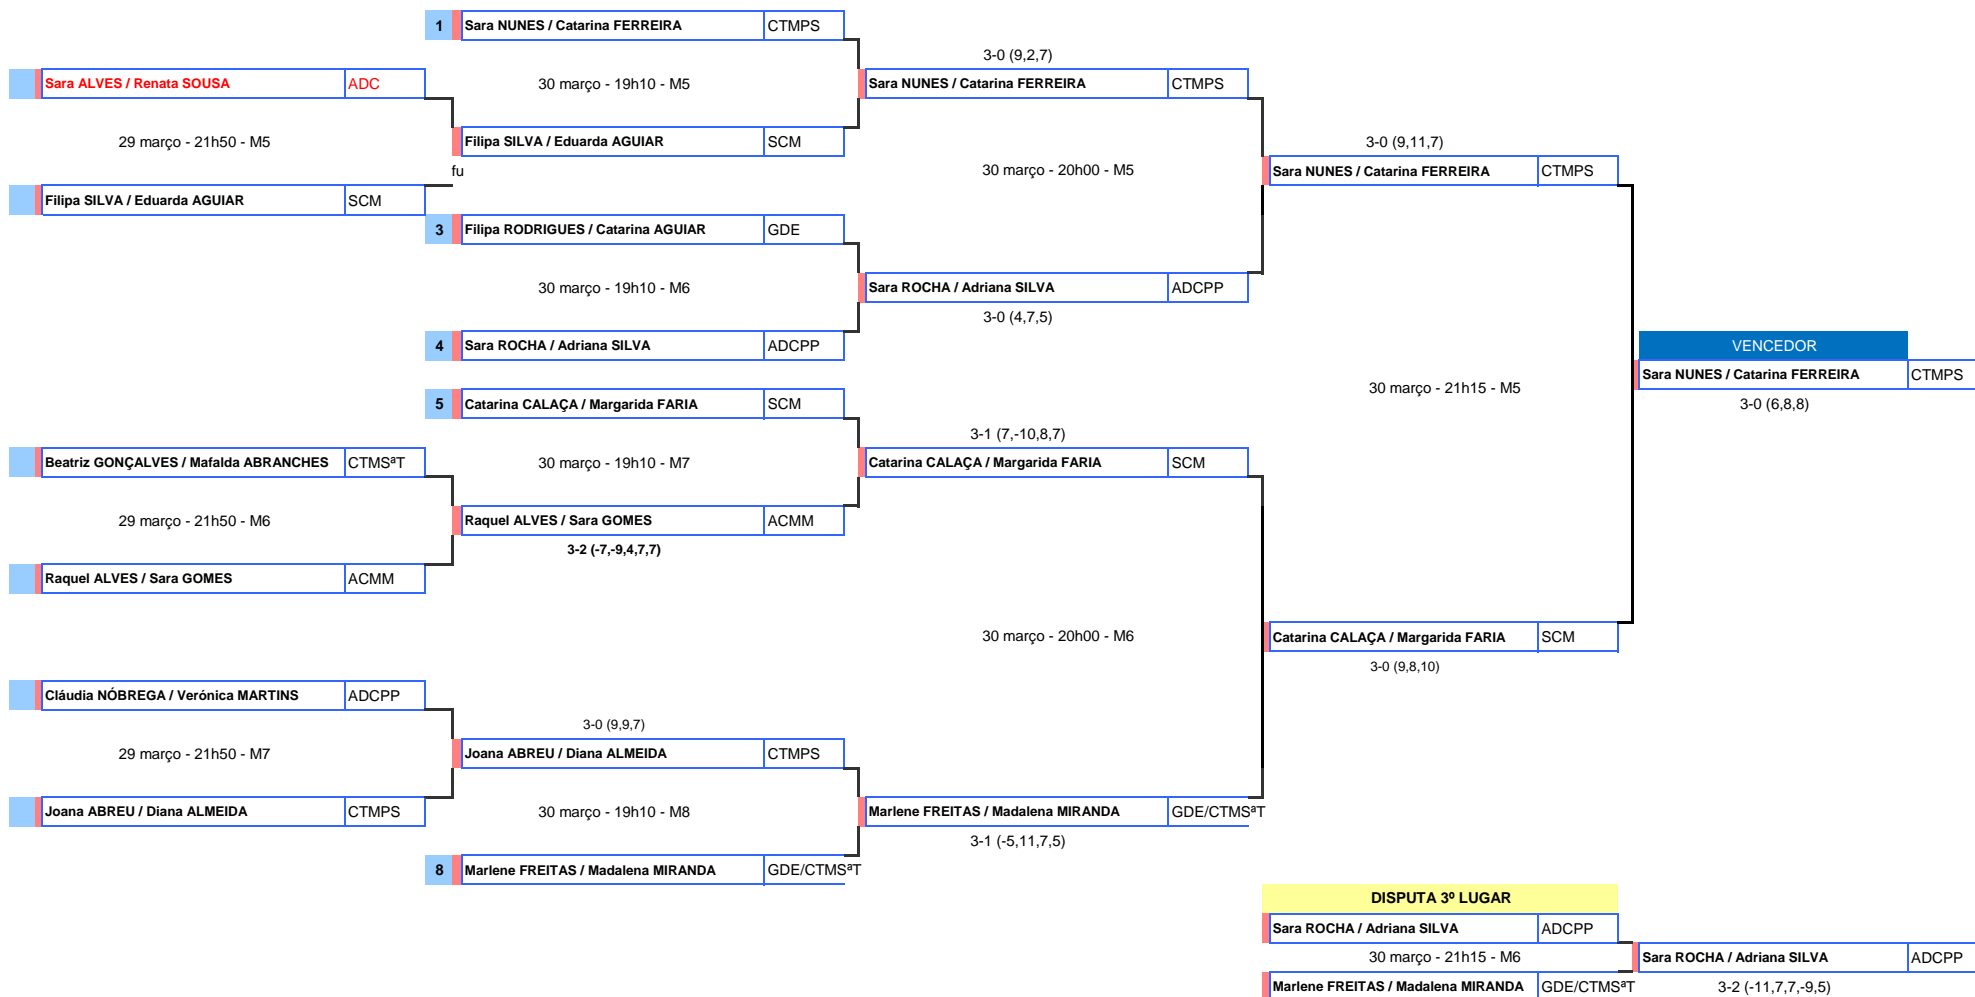 1 Sara NUNES / Catarina FERREIRA CTMPS
3-0 (9,2,7)
Sara ALVES / Renata SOUSA ADC 30 março - 19h10 - M5 Sara NUNES / Catarina FERREIRA CTMPS
29 março - 21h50 - M5 Filipa SILVA / Eduarda AGUIAR SCM 3-0 (9,11,7)
fu 30 março - 20h00 - M5 Sara NUNES / Catarina FERREIRA CTMPS
Filipa SILVA / Eduarda AGUIAR SCM
3 Filipa RODRIGUES / Catarina AGUIAR GDE
30 março - 19h10 - M6 Sara ROCHA / Adriana SILVA ADCPP
3-0 (4,7,5)
4 Sara ROCHA / Adriana SILVA ADCPP VENCEDOR
Sara NUNES / Catarina FERREIRA CTMPS
30 março - 21h15 - M5
5 Catarina CALAÇA / Margarida FARIA SCM 3-0 (6,8,8)
3-1 (7,-10,8,7)
Beatriz GONÇALVES / Mafalda ABRANCHES CTMSªT 30 março - 19h10 - M7 Catarina CALAÇA / Margarida FARIA SCM
29 março - 21h50 - M6 Raquel ALVES / Sara GOMES ACMM
3-2 (-7,-9,4,7,7)
Raquel ALVES / Sara GOMES ACMM
30 março - 20h00 - M6 Catarina CALAÇA / Margarida FARIA SCM
3-0 (9,8,10)
Cláudia NÓBREGA / Verónica MARTINS ADCPP
3-0 (9,9,7)
29 março - 21h50 - M7 Joana ABREU / Diana ALMEIDA CTMPS
Joana ABREU / Diana ALMEIDA CTMPS 30 março - 19h10 - M8 Marlene FREITAS / Madalena MIRANDA GDE/CTMSªT
3-1 (-5,11,7,5)
8 Marlene FREITAS / Madalena MIRANDA GDE/CTMSªT
DISPUTA 3º LUGAR
Sara ROCHA / Adriana SILVA ADCPP
30 março - 21h15 - M6 Sara ROCHA / Adriana SILVA ADCPP
Marlene FREITAS / Madalena MIRANDA GDE/CTMSªT 3-2 (-11,7,7,-9,5)